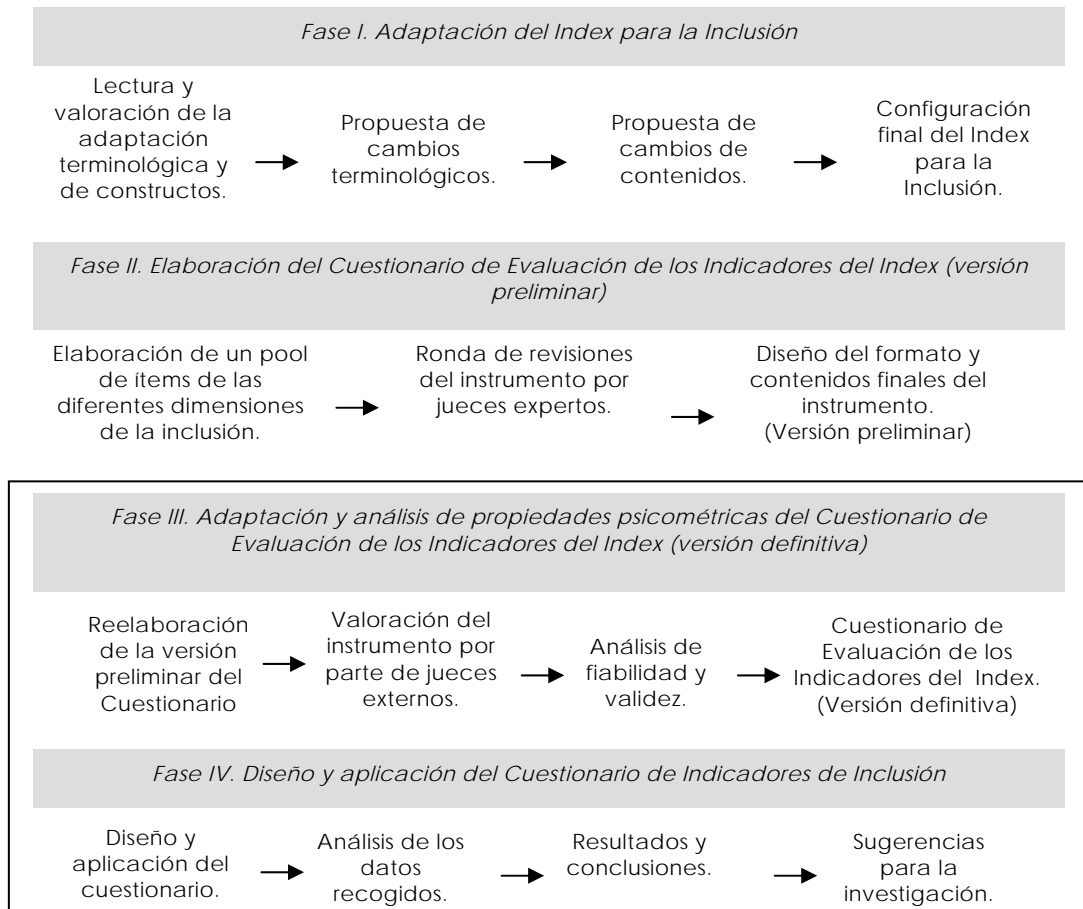 Fase I. Adaptación del Index para la Inclusión
Lectura y
valoración de la
adaptación
terminológica y
de constructos.
Propuesta de
cambios
terminológicos.
Propuesta de
cambios de
contenidos.
Configuración
final del Index
para la
Inclusión.
Fase II. Elaboración del Cuestionario de Evaluación de los Indicadores del Index (versión
preliminar)
Elaboración de un pool
de ítems de las
diferentes dimensiones
de la inclusión.
Ronda de revisiones
del instrumento por
jueces expertos.
Diseño del formato y
contenidos finales del
instrumento.
(Versión preliminar)
Fase III. Adaptación y análisis de propiedades psicométricas del Cuestionario de
Evaluación de los Indicadores del Index (versión definitiva)
Reelaboración
de la versión
preliminar del
Cuestionario
Valoración del
instrumento por
parte de jueces
externos.
Análisis de
fiabilidad y
validez.
Cuestionario de
Evaluación de los
Indicadores del Index.
(Versión definitiva)
Fase IV. Diseño y aplicación del Cuestionario de Indicadores de Inclusión
Diseño y
aplicación del
cuestionario.
Análisis de los
datos
recogidos.
Resultados y
conclusiones.
Sugerencias
para la
investigación.